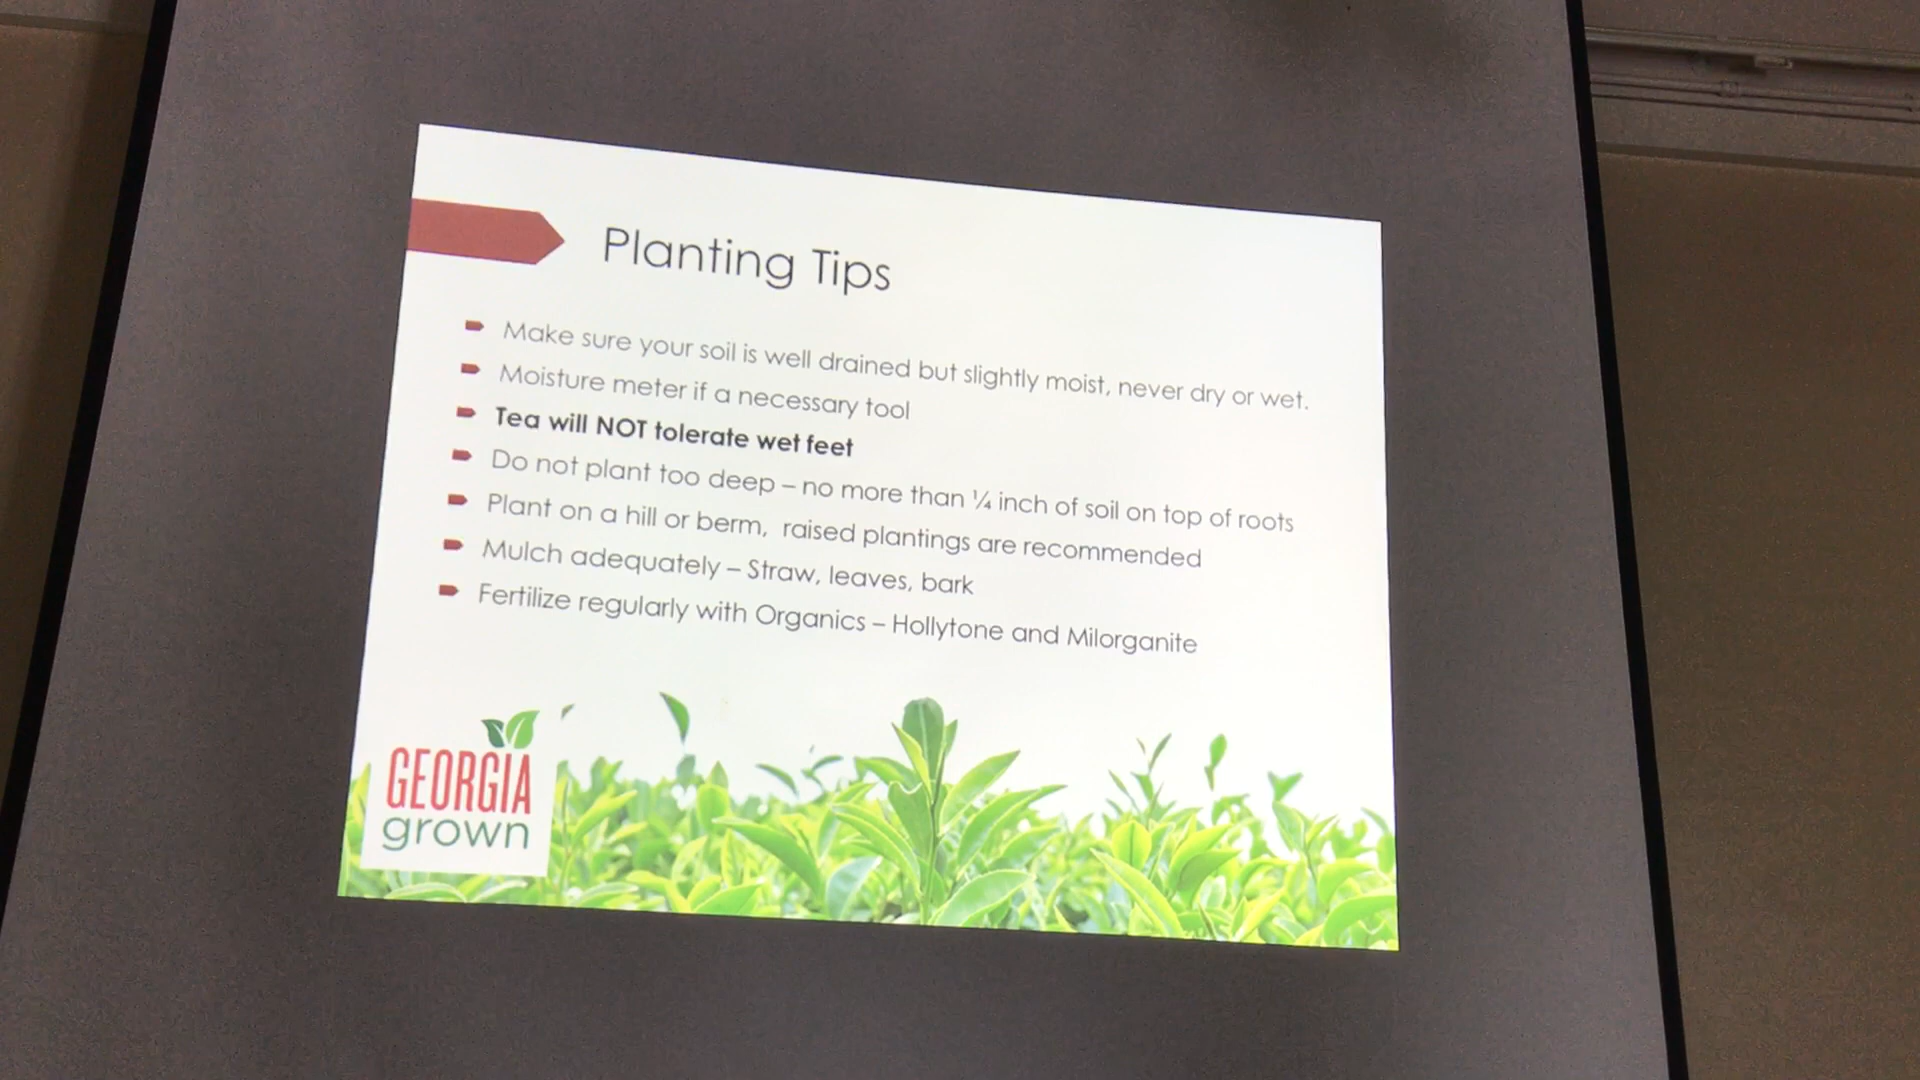 Planting Tips
Make sure your soil is well drained but slightly moist, never dry or wet.
Moisture meter if a necessary tool
Tea will NOT tolerate wet feet
Do not plant too deep – no more than ¼ inch of soil on top of roots
Plant on a hill or berm, raised plantings are recommended
Mulch adequately – Straw, leaves, bark
Fertilize regularly with Organics – Hollytone and Milorganite
GEORGIA
grown